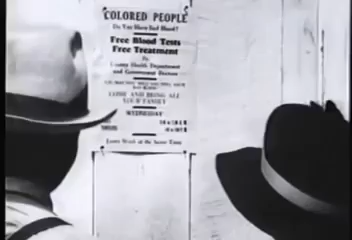 COLORED PEOPLE
Do You Have Bad Blood?
Free Blood Tests
Free Treatment
By
County Health Department
and Government Doctors
COME AND BRING ALL
YOUR FAMILY
WEDNESDAY
Every Week at the Same Time